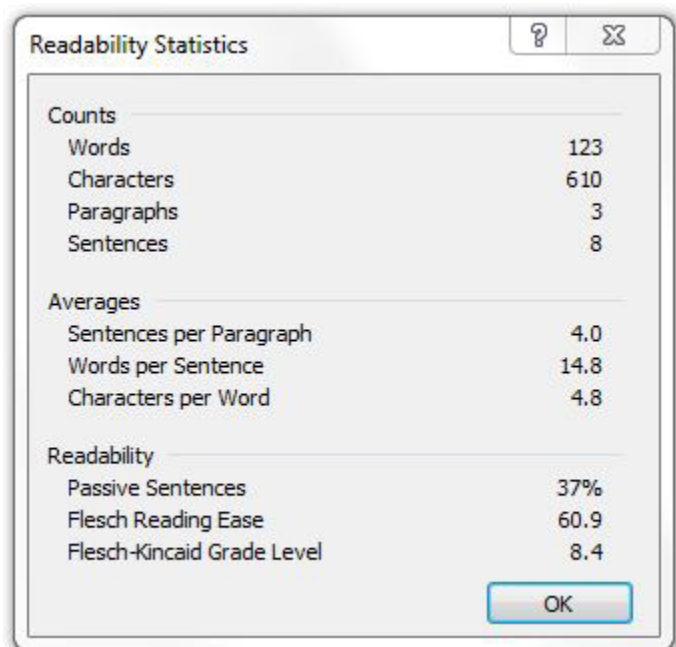 Readability Statistics
?
Counts
Words 123
Characters 610
Paragraphs 3
Sentences 8
Averages
Sentences per Paragraph 4.0
Words per Sentence 14.8
Characters per Word 4.8
Readability
Passive Sentences 37%
Flesch Reading Ease 60.9
Flesch-Kincaid Grade Level 8.4
OK